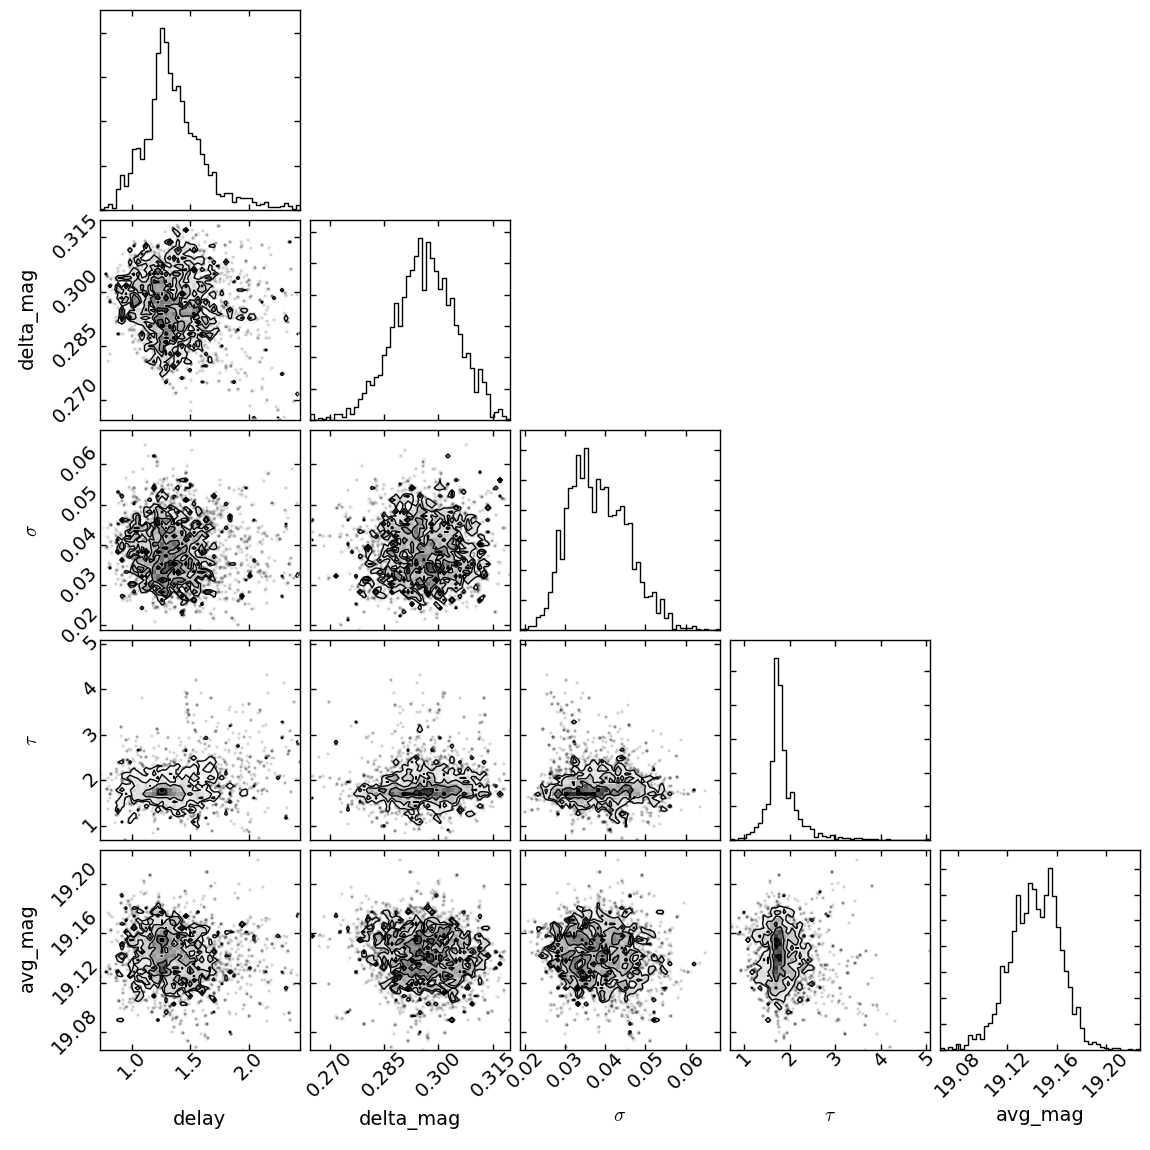 0.315
0.300
0.285
0.270
delta_mag
0.06
0.05
0.04
0.03
0.02
σ
5
4
3
2
1
τ
19.20
19.16
19.12
19.08
avg_mag
1.0 1.5 2.0
0.270 0.285 0.300 0.315
0.02 0.03 0.04 0.05 0.06
1 2 3 4 5
19.08 19.12 19.16 19.20
delay delta_mag σ τ avg_mag